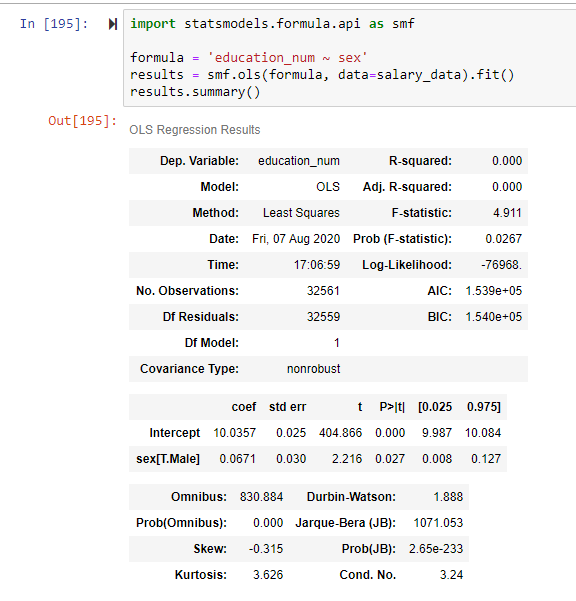 In [195]:
import statsmodels.formula.api as smf
formula = 'education_num ~ sex'
results = smf.ols(formula, data=salary_data).fit()
results.summary()
Out[195]:
OLS Regression Results
Dep. Variable: education_num R-squared: 0.000
Model: OLS Adj. R-squared: 0.000
Method: Least Squares F-statistic: 4.911
Date: Fri, 07 Aug 2020 Prob (F-statistic): 0.0267
Time: 17:06:59 Log-Likelihood: -76968.
No. Observations: 32561 AIC: 1.539e+05
Df Residuals: 32559 BIC: 1.540e+05
Df Model: 1
Covariance Type: nonrobust
coef std err t P>|t| [0.025 0.975]
Intercept 10.0357 0.025 404.866 0.000 9.987 10.084
sex[T.Male] 0.0671 0.030 2.216 0.027 0.008 0.127
Omnibus: 830.884 Durbin-Watson: 1.888
Prob(Omnibus): 0.000 Jarque-Bera (JB): 1071.053
Skew: -0.315 Prob(JB): 2.65e-233
Kurtosis: 3.626 Cond. No. 3.24